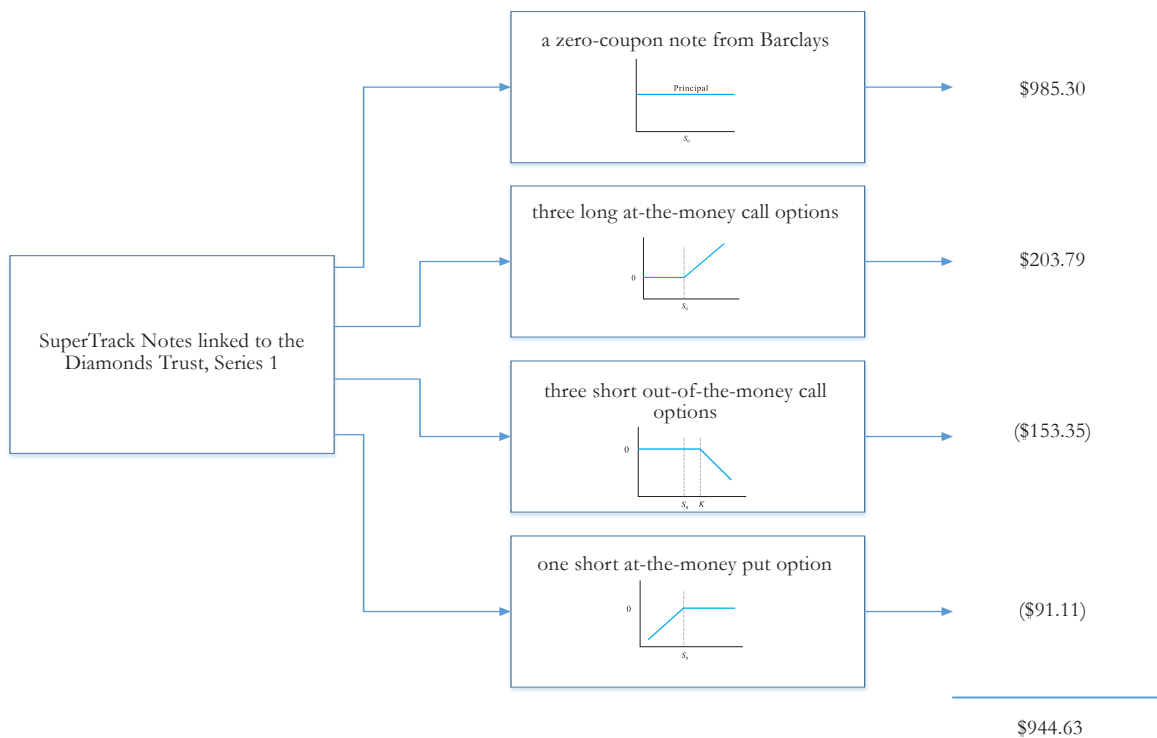 a zero-coupon note from Barclays
Principal
S₀
$985.30
three long at-the-money call options
0
S₀
$203.79
SuperTrack Notes linked to the
Diamonds Trust, Series 1
three short out-of-the-money call
options
0
S₀ K
($153.35)
one short at-the-money put option
0
S₀
($91.11)
$944.63